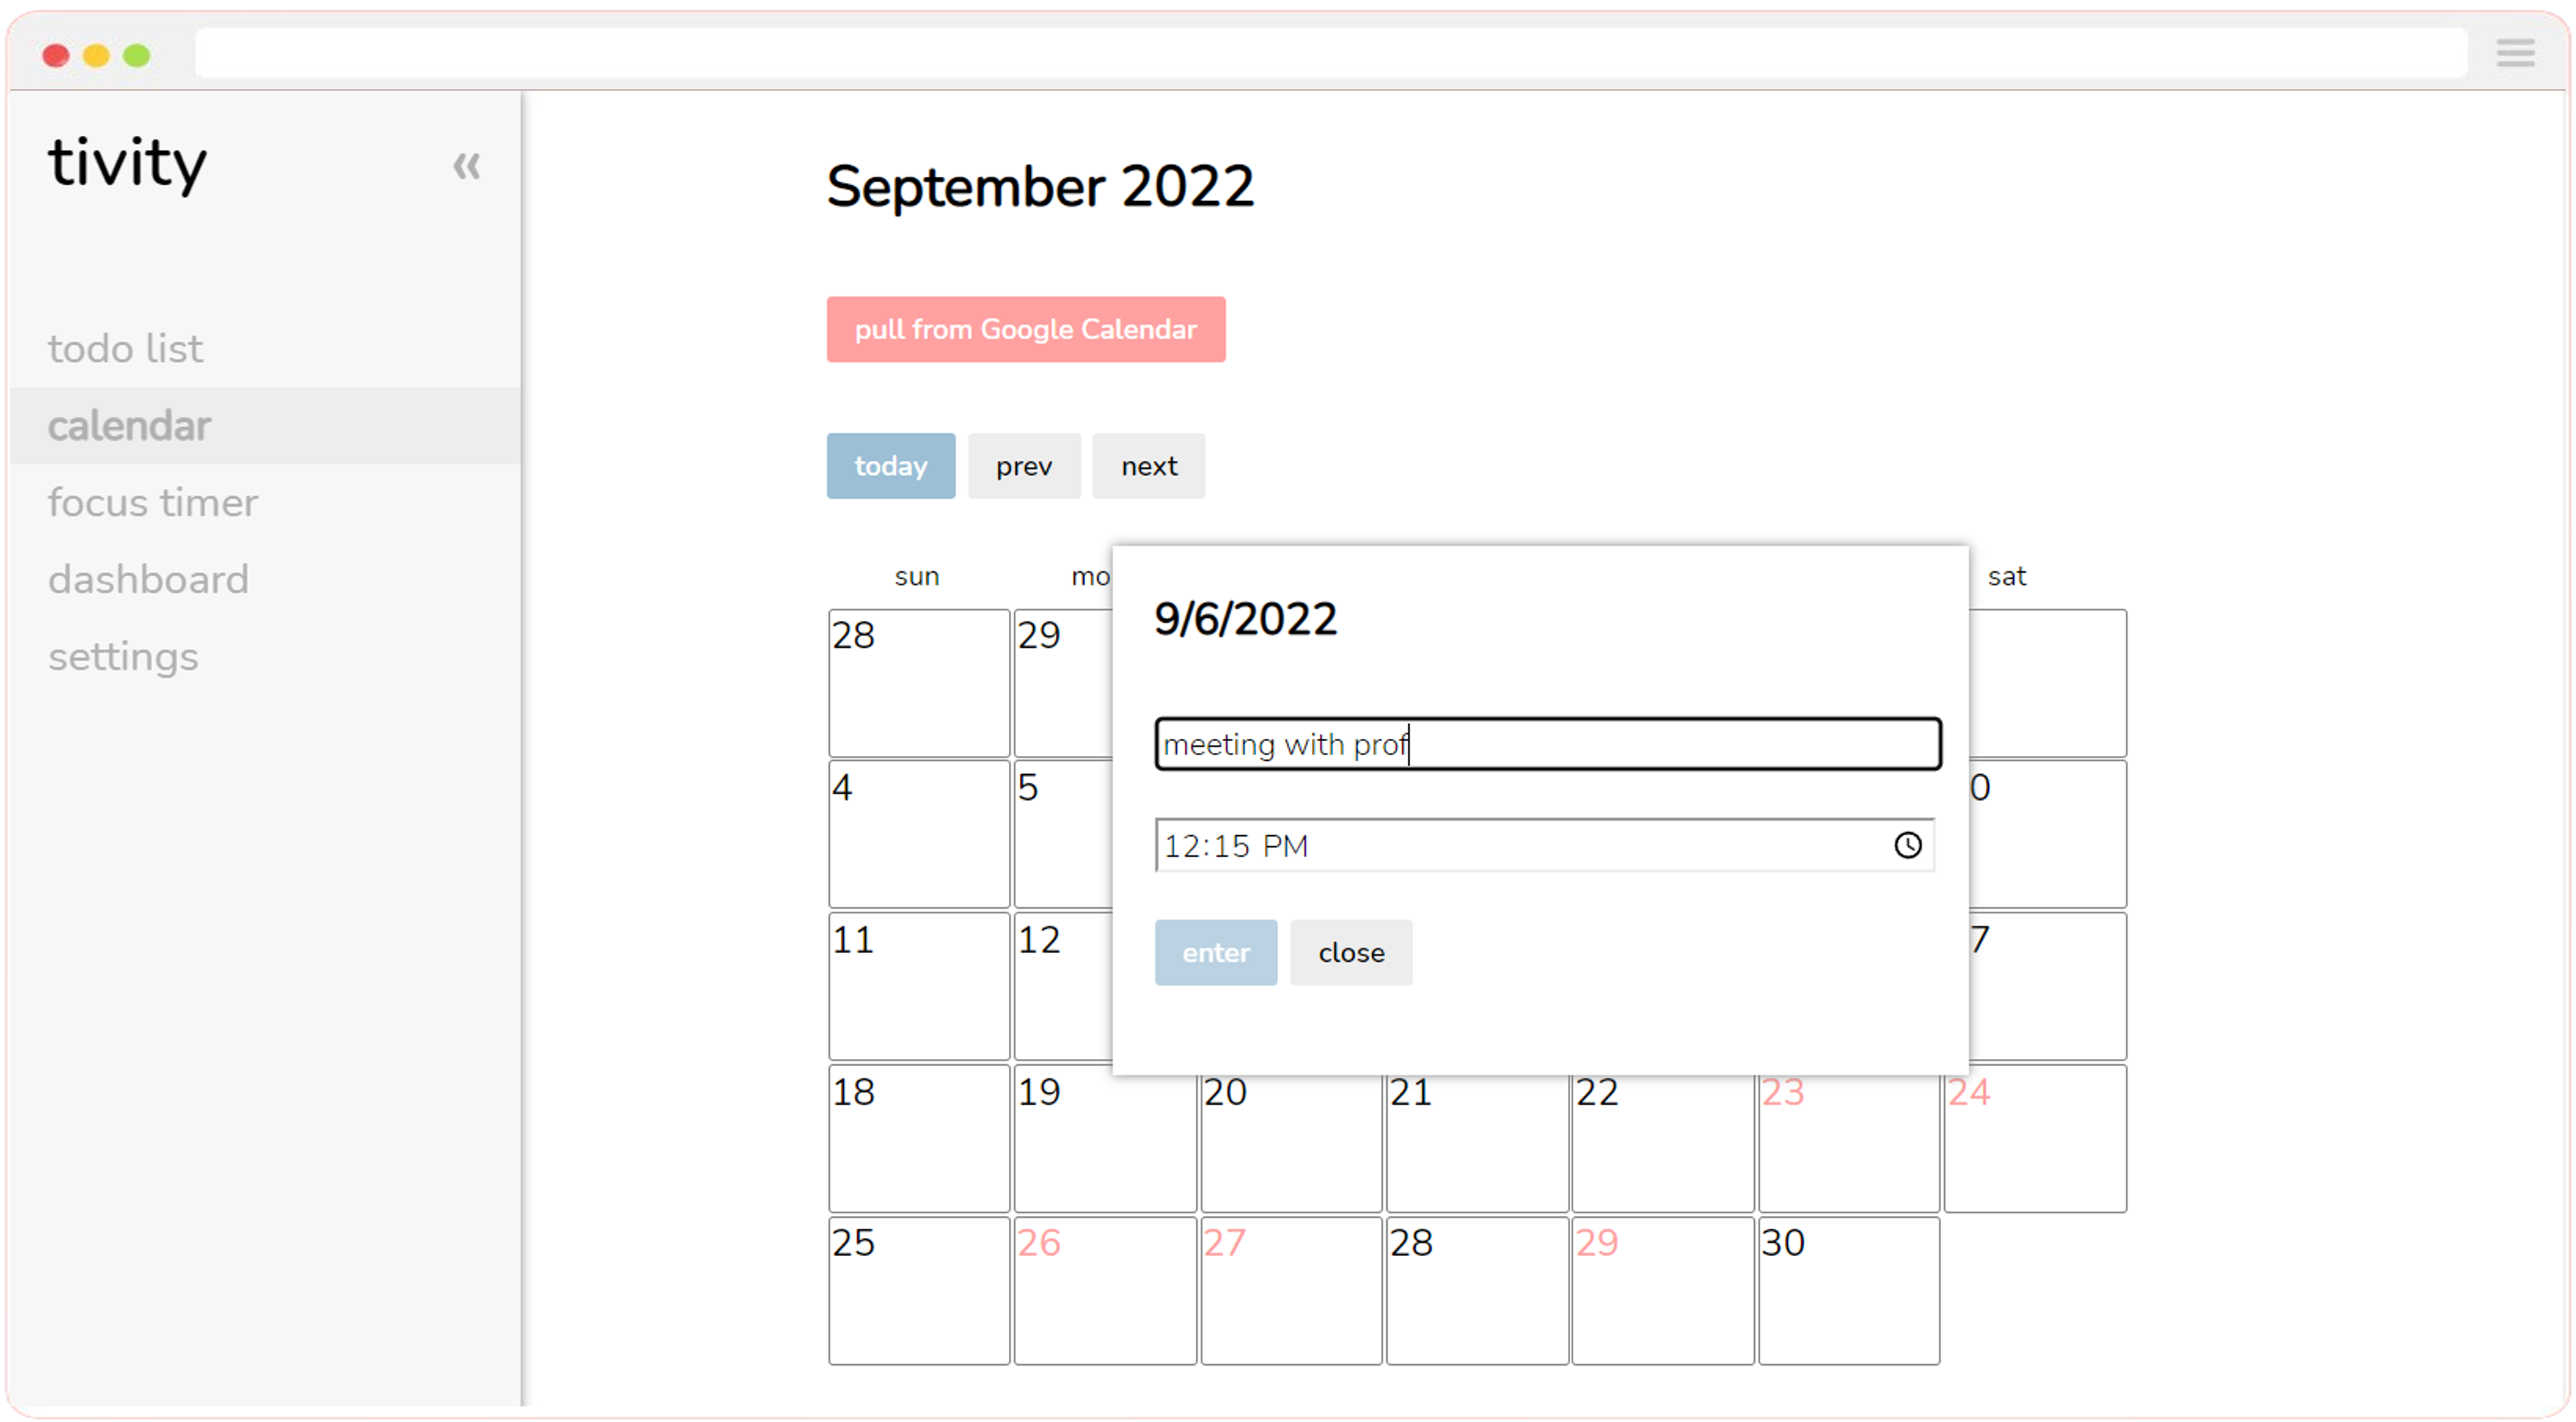 tivity «
todo list
calendar
focus timer
dashboard
settings
September 2022
pull from Google Calendar
today prev next
sun mo sat
28 29
4 5 0
11 12 7
9/6/2022
meeting with prof
12:15 PM
enter close
18 19 20 21 22 23 24
25 26 27 28 29 30